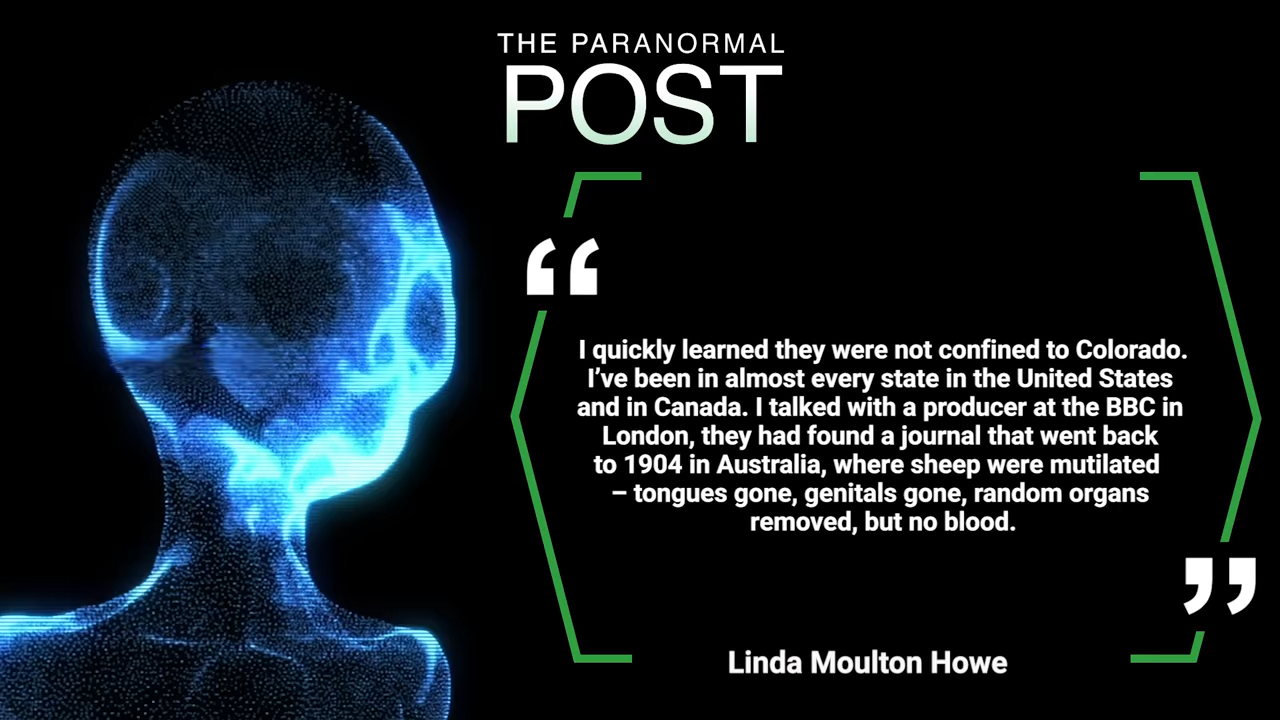 THE PARANORMAL
POST
“
I quickly learned they were not confined to Colorado.
I’ve been in almost every state in the United States
and in Canada. I talked with a producer at the BBC in
London, they had found a journal that went back
to 1904 in Australia, where sheep were mutilated
– tongues gone, genitals gone, random organs
removed, but no blood.
”
Linda Moulton Howe